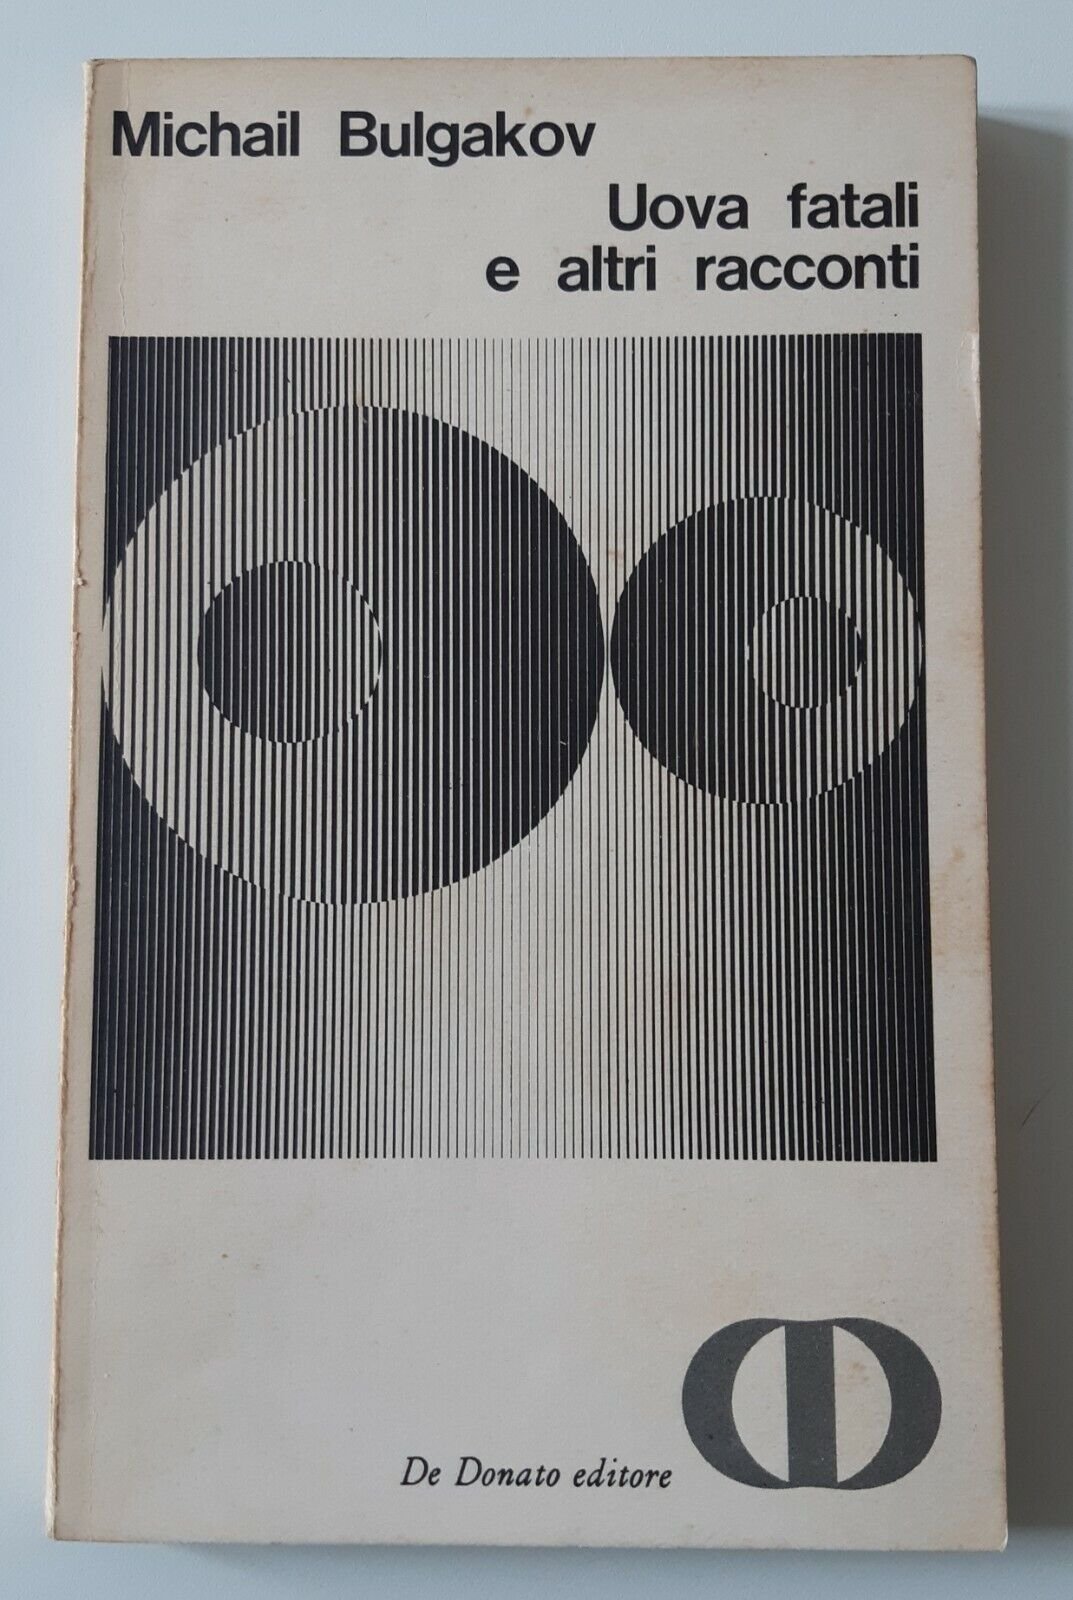 Michail Bulgakov
Uova fatali
e altri racconti
De Donato editore